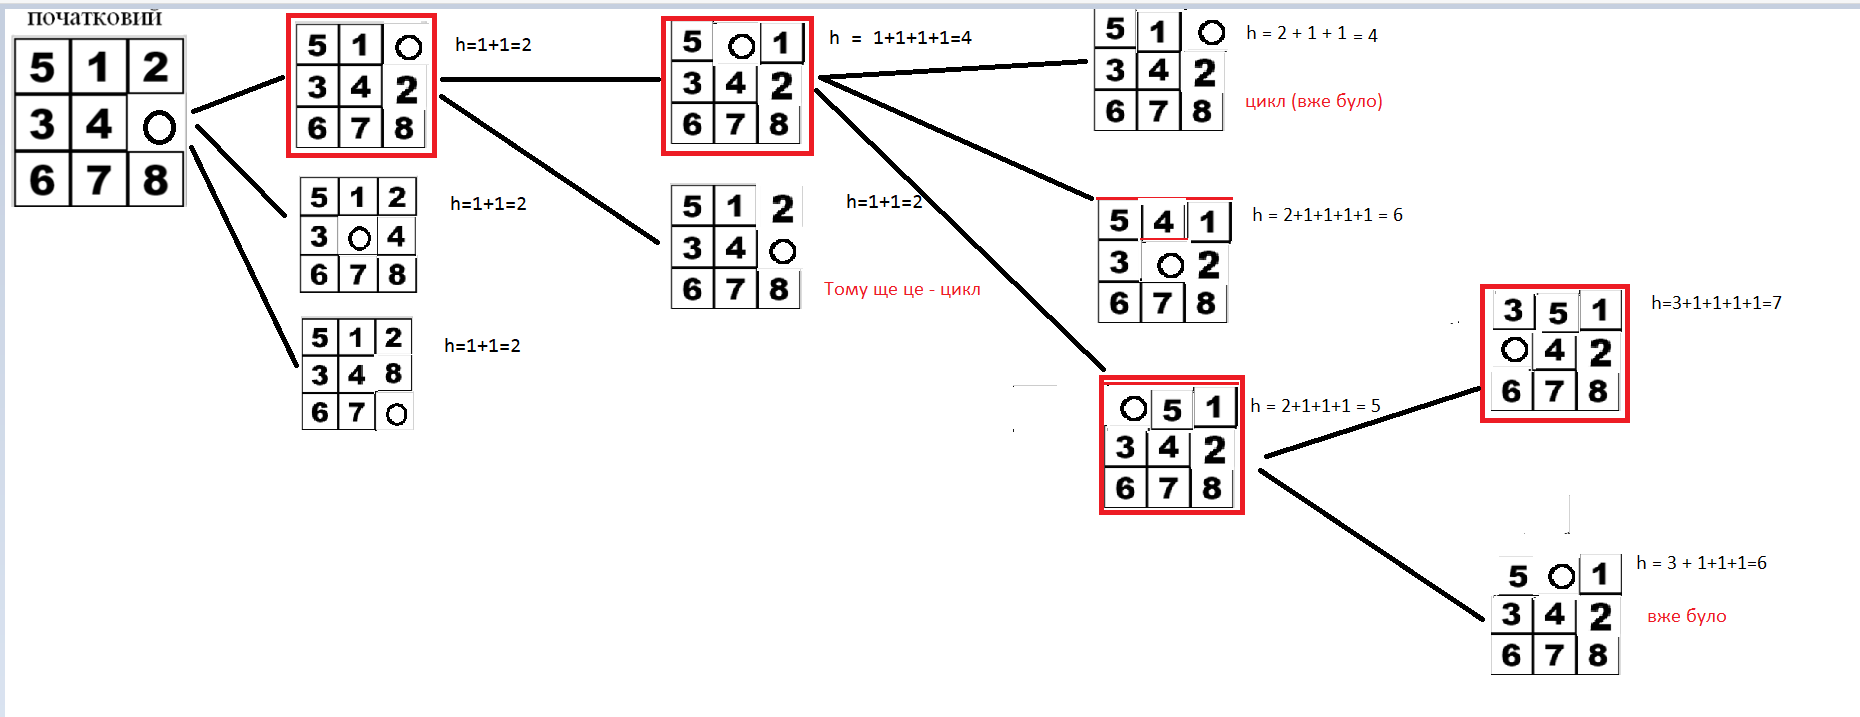 початковий
5 1 2
3 4 O
6 7 8
5 1 O
3 4 2
6 7 8
h=1+1=2
5 1 2
3 O 4
6 7 8
h=1+1=2
5 1 2
3 4 8
6 7 O
h=1+1=2
5 O 1
3 4 2
6 7 8
h = 1+1+1+1=4
5 1 2
3 4 O
6 7 8
h=1+1=2
Тому ще це - цикл
5 1 O
3 4 2
6 7 8
h = 2 + 1 + 1 = 4
цикл (вже було)
5 4 1
3 O 2
6 7 8
h = 2+1+1+1+1 = 6
O 5 1
3 4 2
6 7 8
h = 2+1+1+1 = 5
3 5 1
O 4 2
6 7 8
h=3+1+1+1+1=7
5 O 1
3 4 2
6 7 8
h = 3 + 1+1+1=6
вже було